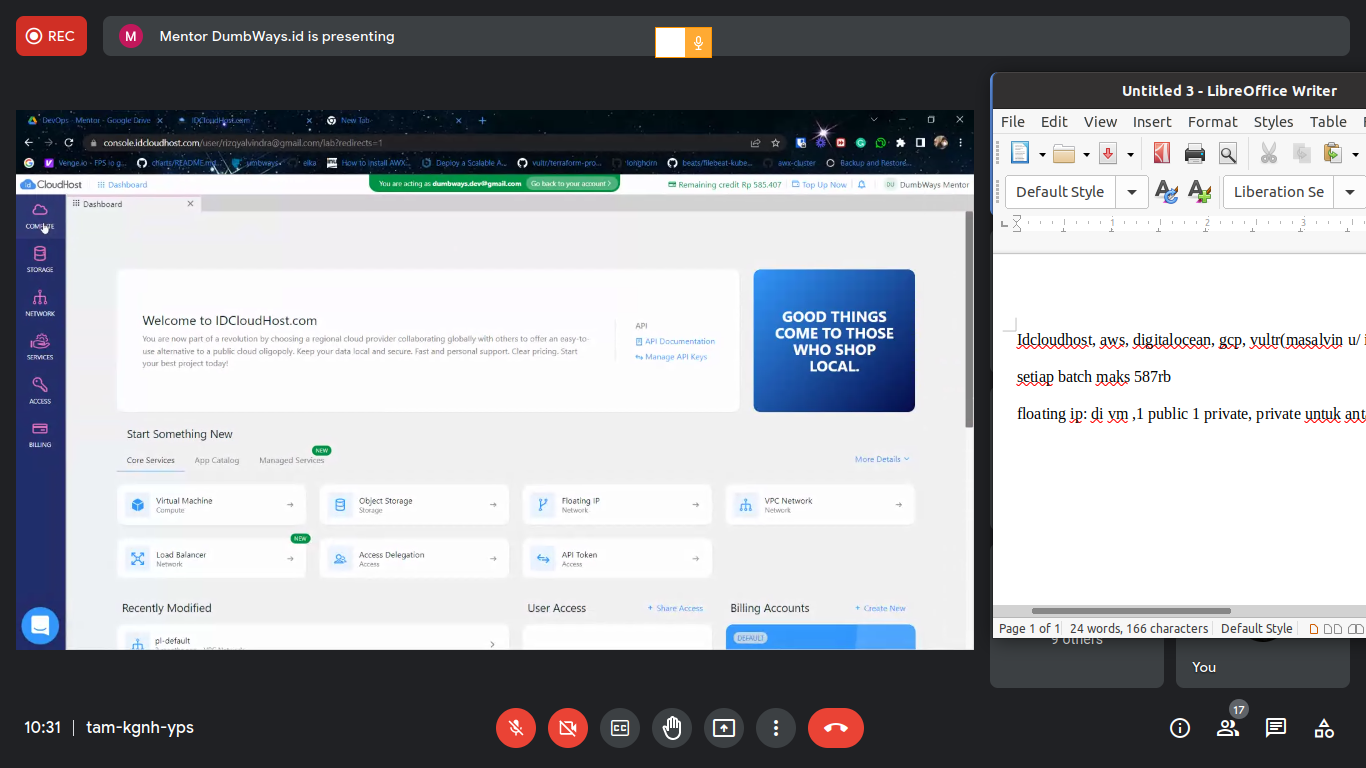 REC
M
Mentor DumbWays.id is presenting
DevOps - Mentor - Google Drive
IDCloudHost.com
New Tab
console.idcloudhost.com/user/rizqyalvindra@gmail.com/lab?redirects=1
Venge.io - FPS io g...
charts/README.md...
umbways
elka
How to Install AWX...
Deploy a Scalable A...
vultr/terraform-pro...
longhorn
beats/filebeat-kube...
awx-cluster
Backup and Restore...
id CloudHost
Dashboard
You are acting as dumbways.dev@gmail.com
Go back to your account
Remaining credit Rp 585.407
Top Up Now
DU
DumbWays Mentor
Dashboard
COMPUTE
STORAGE
NETWORK
SERVICES
ACCESS
BILLING
Welcome to IDCloudHost.com
You are now part of a revolution by choosing a regional cloud provider collaborating globally with others to offer an easy-to-
use alternative to a public cloud oligopoly. Keep your data local and secure. Fast and personal support. Clear pricing. Start
your best project today!
API
API Documentation
Manage API Keys
GOOD THINGS
COME TO THOSE
WHO SHOP
LOCAL.
Start Something New
Core Services
App Catalog
Managed Services
NEW
More Details
Virtual Machine
Compute
Object Storage
Storage
Floating IP
Network
VPC Network
Network
NEW
Load Balancer
Network
Access Delegation
Access
API Token
Access
Recently Modified
User Access
+ Share Access
Billing Accounts
+ Create New
pl-default
DEFAULT
Untitled 3 - LibreOffice Writer
File Edit View Insert Format Styles Table
Default Style
Liberation Se
1 2 3
Idcloudhost, aws, digitalocean, gcp, vultr(masalvin u/
setiap batch maks 587rb
floating ip: di vm ,1 public 1 private, private untuk ant
Page 1 of 1
24 words, 166 characters
Default Style
9 others
You
10:31
tam-kgnh-yps
17